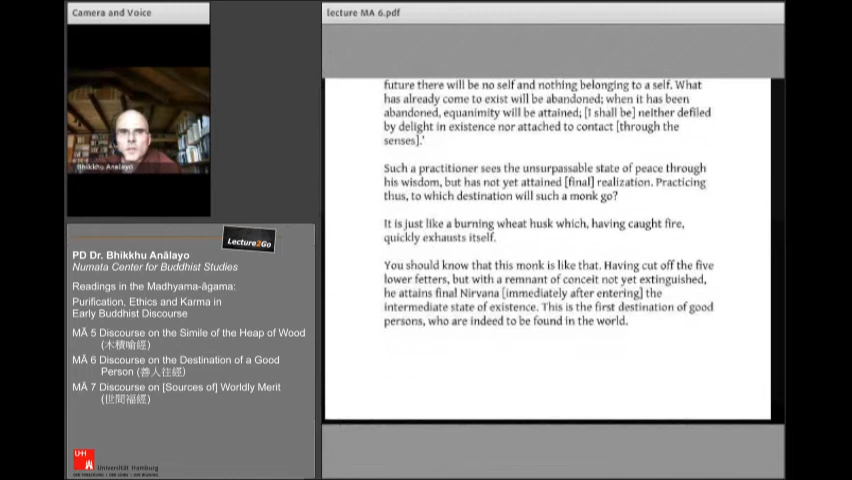 Camera and Voice
Bhikkhu Anālayo
Lecture2Go
PD Dr. Bhikkhu Anālayo
Numata Center for Buddhist Studies
Readings in the Madhyama-āgama:
Purification, Ethics and Karma in
Early Buddhist Discourse
MĀ 5 Discourse on the Simile of the Heap of Wood
(木積喻經)
MĀ 6 Discourse on the Destination of a Good
Person (善人往經)
MĀ 7 Discourse on [Sources of] Worldly Merit
(世間福經)
UH
Universität Hamburg
lecture MA 6.pdf
future there will be no self and nothing belonging to a self. What
has already come to exist will be abandoned; when it has been
abandoned, equanimity will be attained; [I shall be] neither defiled
by delight in existence nor attached to contact [through the
senses].'
Such a practitioner sees the unsurpassable state of peace through
his wisdom, but has not yet attained [final] realization. Practicing
thus, to which destination will such a monk go?
It is just like a burning wheat husk which, having caught fire,
quickly exhausts itself.
You should know that this monk is like that. Having cut off the five
lower fetters, but with a remnant of conceit not yet extinguished,
he attains final Nirvana [immediately after entering] the
intermediate state of existence. This is the first destination of good
persons, who are indeed to be found in the world.